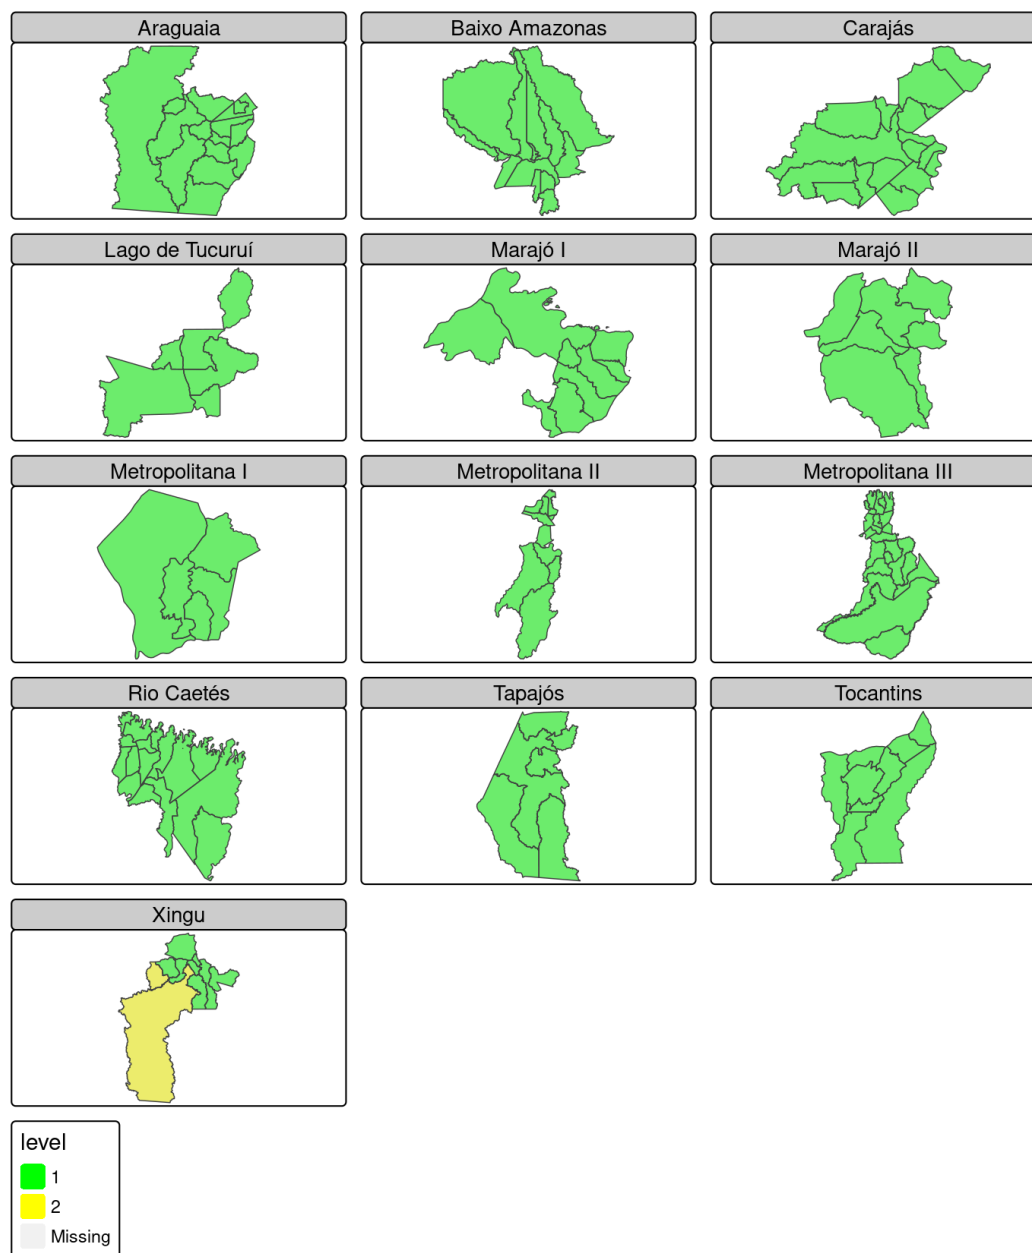 Araguaia
Baixo Amazonas
Carajás
Lago de Tucuruí
Marajó I
Marajó II
Metropolitana I
Metropolitana II
Metropolitana III
Rio Caetés
Tapajós
Tocantins
Xingu
level
1
2
Missing